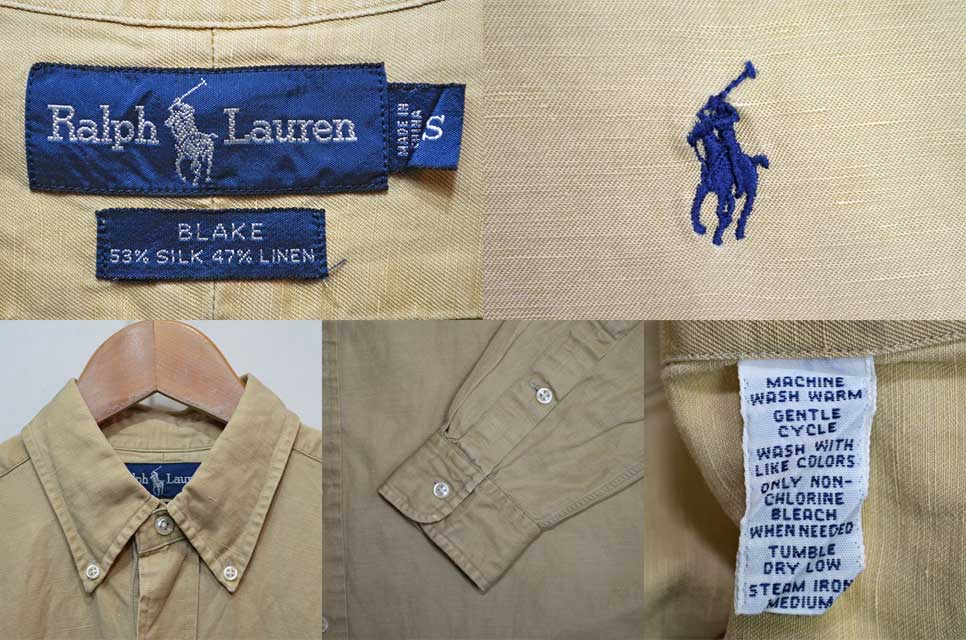 Ralph Lauren
MADE IN
CHINA
S
BLAKE
53% SILK 47% LINEN
Ralph Laur
MACHINE
WASH WARM
GENTLE
CYCLE
WASH WITH
LIKE COLORS
ONLY NON-
CHLORINE
BLEACH
WHEN NEEDED
TUMBLE
DRY LOW
STEAM IRON
MEDIUM